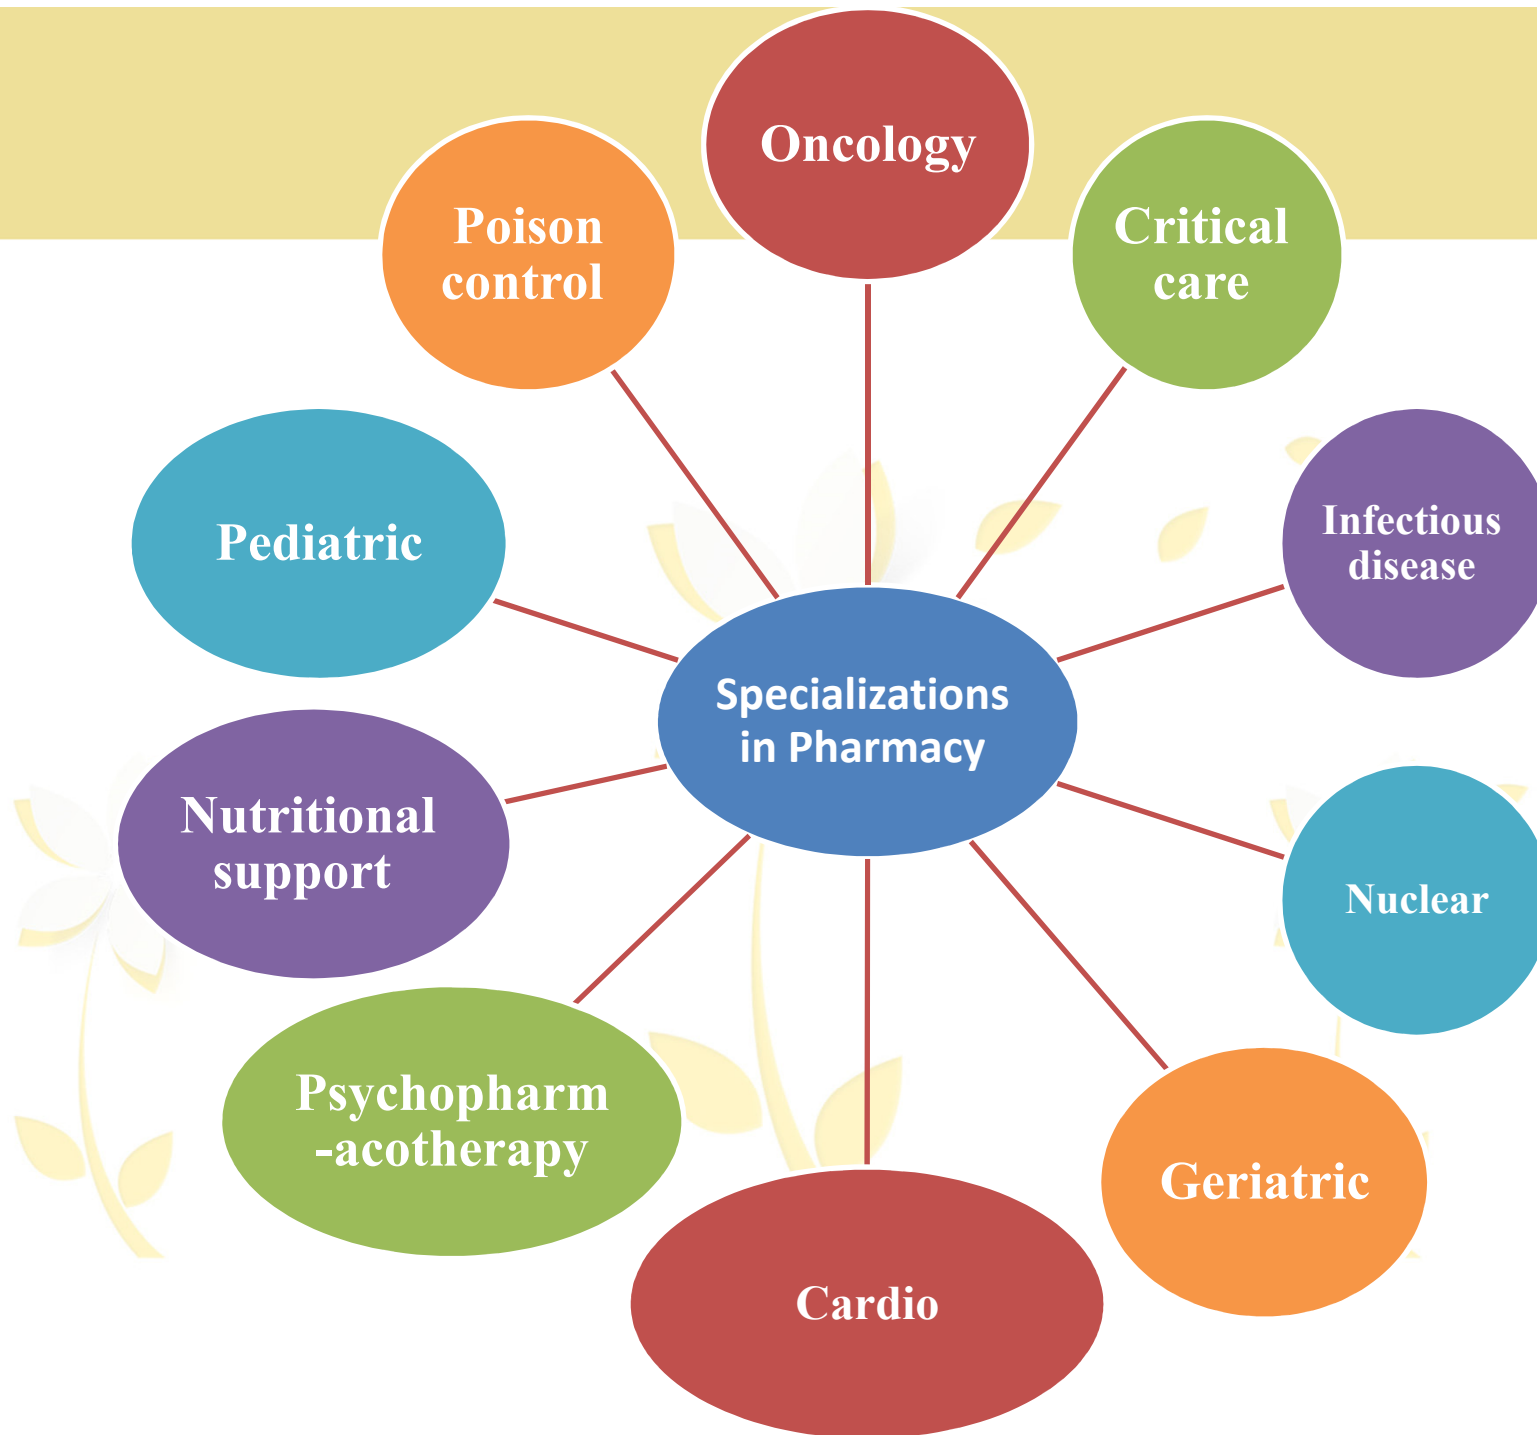 Oncology
Poison
control
Critical
care
Pediatric
Infectious
disease
Specializations
in Pharmacy
Nutritional
support
Nuclear
Psychopharm
-acotherapy
Geriatric
Cardio